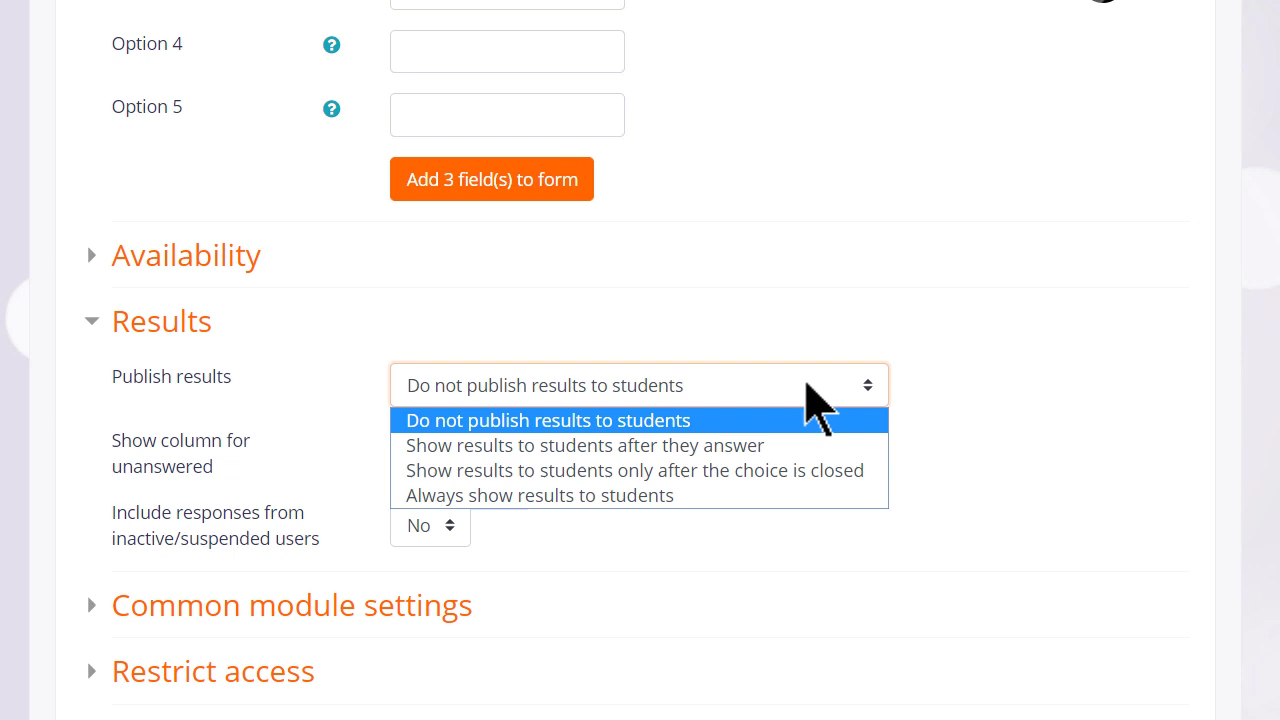 Option 4
Option 5
Add 3 field(s) to form
Availability
Results
Publish results
Do not publish results to students
Do not publish results to students
Show results to students after they answer
Show results to students only after the choice is closed
Always show results to students
Show column for
unanswered
Include responses from
inactive/suspended users
No
Common module settings
Restrict access